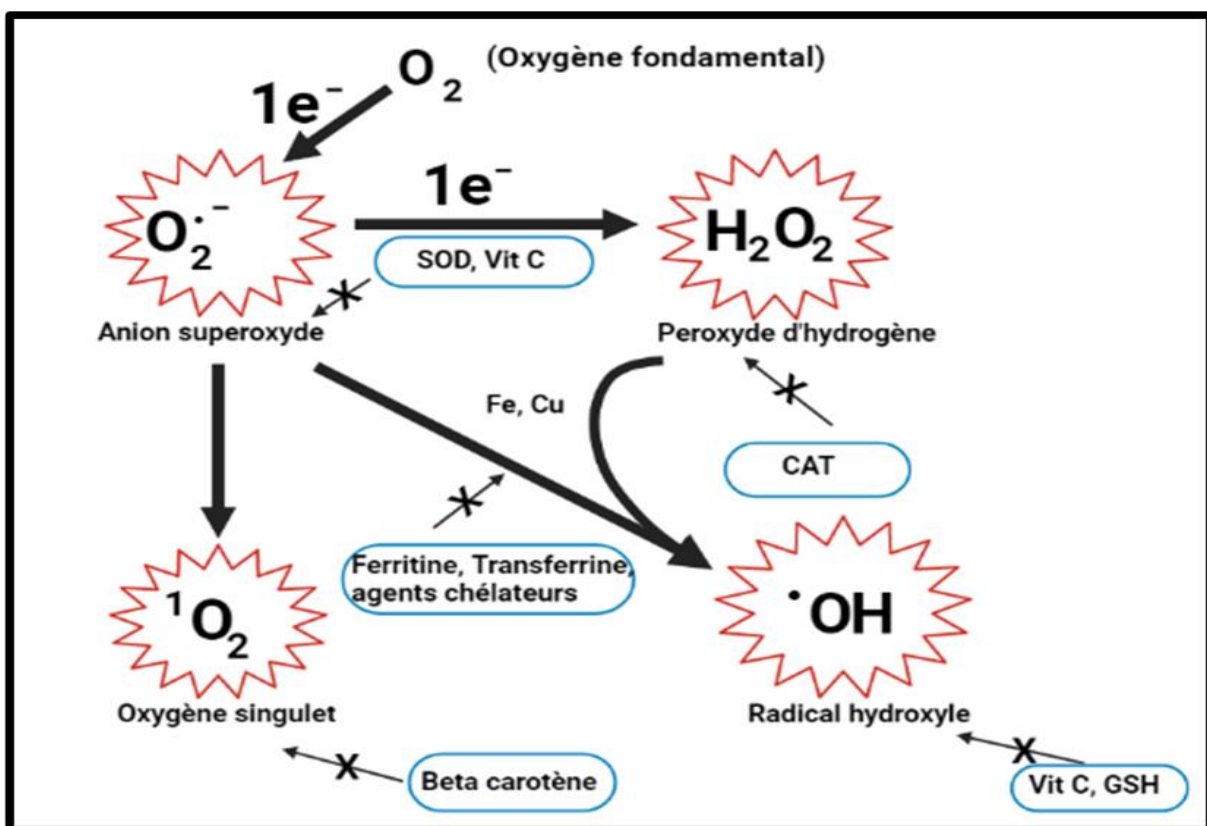 O₂ (Oxygène fondamental)
1e⁻
1e⁻
O₂˙⁻
H₂O₂
SOD, Vit C
Anion superoxyde
Peroxyde d'hydrogène
Fe, Cu
CAT
Ferritine, Transferrine,
agents chélateurs
¹O₂
˙OH
Oxygène singulet
Radical hydroxyle
Beta carotène
Vit C, GSH